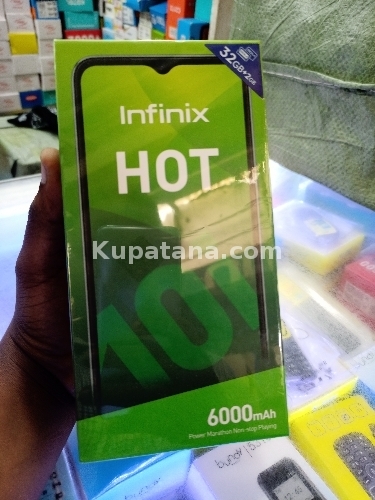 32GB+2GB
Infinix
HOT
Kupatana.com
10i
6000mAh
Power Marathon Non-stop Playing